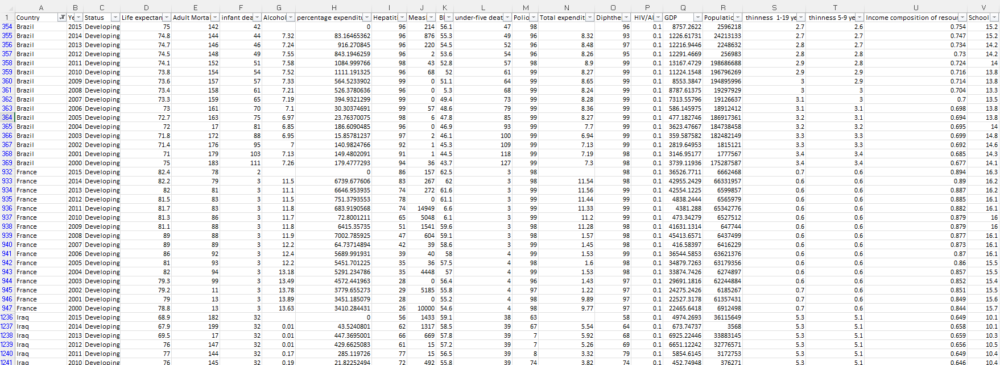 A B C D E F G H I J K L M N O P Q R S T U V
1 Country Ye Status Life expectan Adult Morta infant dea Alcohol percentage expenditu Hepatiti Meas BI under-five deat Polio Total expendit Diphthe HIV/AI GDP Populatic thinness 1-19 ye thinness 5-9 ye Income composition of resour School
354 Brazil 2015 Developing 75 142 42 0 96 214 56.1 47 98 96 0.1 8757.2622 2596218 2.7 2.6 0.754 15.2
355 Brazil 2014 Developing 74.8 144 44 7.32 83.16465362 96 876 55.3 49 96 8.32 93 0.1 1226.61731 24213133 2.7 2.7 0.747 15.2
356 Brazil 2013 Developing 74.7 146 46 7.24 916.270845 96 220 54.5 52 96 8.48 97 0.1 12216.9446 2248632 2.8 2.7 0.734 14.2
357 Brazil 2012 Developing 74.5 148 49 7.55 843.1946259 96 2 53.6 54 96 8.26 95 0.1 12291.4669 256983 2.8 2.8 0.73 14.2
358 Brazil 2011 Developing 74.1 152 51 7.58 1084.999766 98 43 52.8 57 98 8.9 99 0.1 13167.4729 198686688 2.9 2.8 0.724 14
359 Brazil 2010 Developing 73.8 154 54 7.52 1111.191325 96 68 52 61 99 8.27 99 0.1 11224.1548 196796269 2.9 2.9 0.716 13.8
360 Brazil 2009 Developing 73.6 157 57 7.33 564.5233902 99 0 51.1 64 99 8.65 99 0.1 8553.3847 194895996 3 2.9 0.714 13.8
361 Brazil 2008 Developing 73.4 158 61 7.21 526.3780636 96 0 5.3 68 99 8.24 99 0.1 8787.61375 19297929 3 3 0.704 13.3
362 Brazil 2007 Developing 73.3 159 65 7.19 394.9321299 99 0 49.4 73 99 8.28 99 0.1 7313.55796 19126637 3.1 3 0.7 13.5
363 Brazil 2006 Developing 73 161 70 7.1 30.30374691 99 57 48.6 79 99 8.36 99 0.1 586.145975 18912412 3.1 3.1 0.698 13.8
364 Brazil 2005 Developing 72.7 163 75 6.97 23.76370075 98 6 47.8 85 99 8.27 99 0.1 477.182746 186917361 3.2 3.1 0.694 13.8
365 Brazil 2004 Developing 72 17 81 6.85 186.6090485 96 0 46.9 93 99 7.7 99 0.1 3623.47667 184738458 3.2 3.2 0.695 14
366 Brazil 2003 Developing 71.8 172 88 6.95 15.85781237 97 2 46.1 100 99 6.94 99 0.1 359.587582 182482149 3.3 3.3 0.699 14.8
367 Brazil 2002 Developing 71.4 176 95 7 140.9824766 92 1 45.3 109 99 7.13 99 0.1 2819.64953 1815121 3.3 3.3 0.692 14.6
368 Brazil 2001 Developing 71 179 103 7.13 149.4802091 91 1 44.5 118 99 7.19 98 0.1 3146.95177 1777567 3.4 3.4 0.685 14.3
369 Brazil 2000 Developing 75 183 111 7.26 179.4777293 94 36 43.7 127 99 7.3 98 0.1 3739.11936 175287587 3.4 3.4 0.677 14.1
932 France 2015 Developing 82.4 78 2 0 86 157 62.5 3 98 98 0.1 36526.7711 6662468 0.7 0.6 0.894 16.3
933 France 2014 Developing 82.2 79 3 11.5 6739.677606 83 267 62 3 98 11.54 98 0.1 42955.2429 66331957 0.6 0.6 0.89 16.2
934 France 2013 Developing 82 81 3 11.1 6646.953935 74 272 61.6 3 99 11.56 99 0.1 42554.1225 6599857 0.6 0.6 0.887 16.2
935 France 2012 Developing 81.5 83 3 11.5 751.3793553 78 0 61.1 3 99 11.44 99 0.1 4838.2444 6565979 0.6 0.6 0.885 16.1
936 France 2011 Developing 81.7 83 3 11.8 683.9190568 74 14949 6.6 3 99 11.33 99 0.1 4381.288 65342776 0.6 0.6 0.882 16.1
937 France 2010 Developing 81.3 86 3 11.7 72.8001211 65 5048 6.1 3 99 11.2 99 0.1 473.34279 6527512 0.6 0.6 0.879 16
938 France 2009 Developing 81.1 88 3 11.8 6415.35735 51 1541 59.6 3 98 11.28 98 0.1 41631.1314 647744 0.6 0.6 0.879 16
939 France 2008 Developing 89 88 3 11.9 7002.785925 47 604 59.1 3 98 1.57 98 0.1 45413.6571 6437499 0.6 0.6 0.877 16.1
940 France 2007 Developing 89 89 3 12.2 64.73714894 42 39 58.6 3 99 1.45 98 0.1 416.58397 6416229 0.6 0.6 0.873 16.1
941 France 2006 Developing 86 92 3 12.4 5689.991931 39 40 58 4 99 1.53 99 0.1 36544.5853 63621376 0.6 0.6 0.87 16.1
942 France 2005 Developing 81 93 3 12.2 5451.701225 35 36 57.5 4 98 1.6 98 0.1 34879.7263 63179356 0.6 0.6 0.86 15.5
943 France 2004 Developing 82 94 3 13.18 5291.234786 35 4448 57 4 99 1.53 98 0.1 33874.7426 6274897 0.6 0.6 0.857 15.5
944 France 2003 Developing 79.3 99 3 13.49 4572.441963 28 0 56.4 4 96 1.43 97 0.1 29691.1816 62244884 0.6 0.6 0.852 15.4
945 France 2002 Developing 79.2 11 3 13.78 3779.655273 29 5185 55.8 4 97 1.22 97 0.1 24275.2426 6185267 0.7 0.6 0.851 15.5
946 France 2001 Developing 79 13 3 13.89 3451.185079 28 0 55.2 4 98 9.89 97 0.1 22527.3178 61357431 0.7 0.6 0.849 15.6
947 France 2000 Developing 78.8 13 3 13.63 3410.284431 26 10000 54.6 4 98 9.77 97 0.1 22465.6418 6912498 0.7 0.6 0.844 15.7
1236 Iraq 2015 Developing 68.9 182 32 0 56 1433 59.1 38 63 58 0.1 4974.2693 36115649 5.3 5.1 0.649 10.1
1237 Iraq 2014 Developing 67.9 199 32 0.01 43.5240801 62 1317 58.5 39 67 5.54 64 0.1 673.74737 3568 5.3 5.1 0.658 10.1
1238 Iraq 2013 Developing 69.5 17 32 0.01 447.3695001 66 669 57.8 39 7 5.92 68 0.1 6925.22446 33883145 5.3 5.1 0.659 10.3
1239 Iraq 2012 Developing 76 147 32 0.01 429.6625083 61 15 57.2 39 7 5.26 69 0.1 6651.12242 32776571 5.3 5.1 0.656 10.5
1240 Iraq 2011 Developing 77 144 32 0.17 285.119726 77 15 56.5 39 8 3.32 79 0.1 5854.6145 3172753 5.3 5.1 0.649 10.4
1241 Iraq 2010 Developing 76 145 32 0.19 21.82252494 72 492 55.8 39 74 3.82 74 0.1 452.74948 376271 5.3 5.1 0.646 10.4